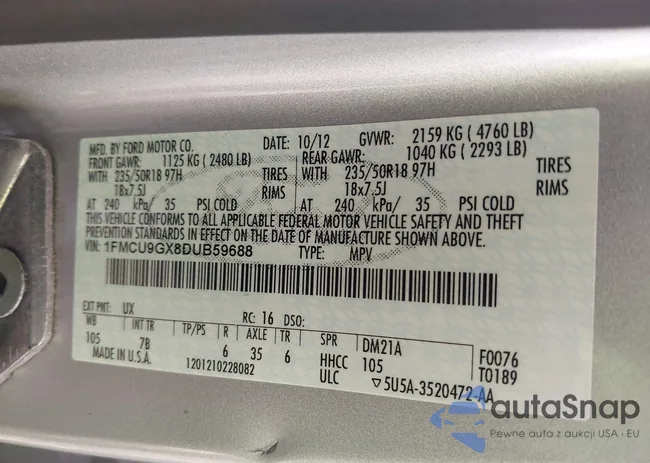 MFD. BY FORD MOTOR CO. DATE: 10/12 GVWR: 2159 KG ( 4760 LB)
FRONT GAWR: 1125 KG ( 2480 LB) REAR GAWR: 1040 KG ( 2293 LB)
WITH 235/50R18 97H TIRES WITH 235/50R18 97H TIRES
18x7.5J RIMS 18x7.5J RIMS
AT 240 kPa/ 35 PSI COLD AT 240 kPa/ 35 PSI COLD
THIS VEHICLE CONFORMS TO ALL APPLICABLE FEDERAL MOTOR VEHICLE SAFETY AND THEFT
PREVENTION STANDARDS IN EFFECT ON THE DATE OF MANUFACTURE SHOWN ABOVE.
VIN: 1FMCU9GX8DUB59688 TYPE: MPV
EXT PNT: UX RC: 16 DSO:
WB INT TR TP/PS R AXLE TR SPR DM21A F0076
105 7B 6 35 6 HHCC 105 T0189
MADE IN U.S.A. 1201210228082 ULC ▽5U5A-3520472-AA
autaSnap
Pewne auta z aukcji USA i EU